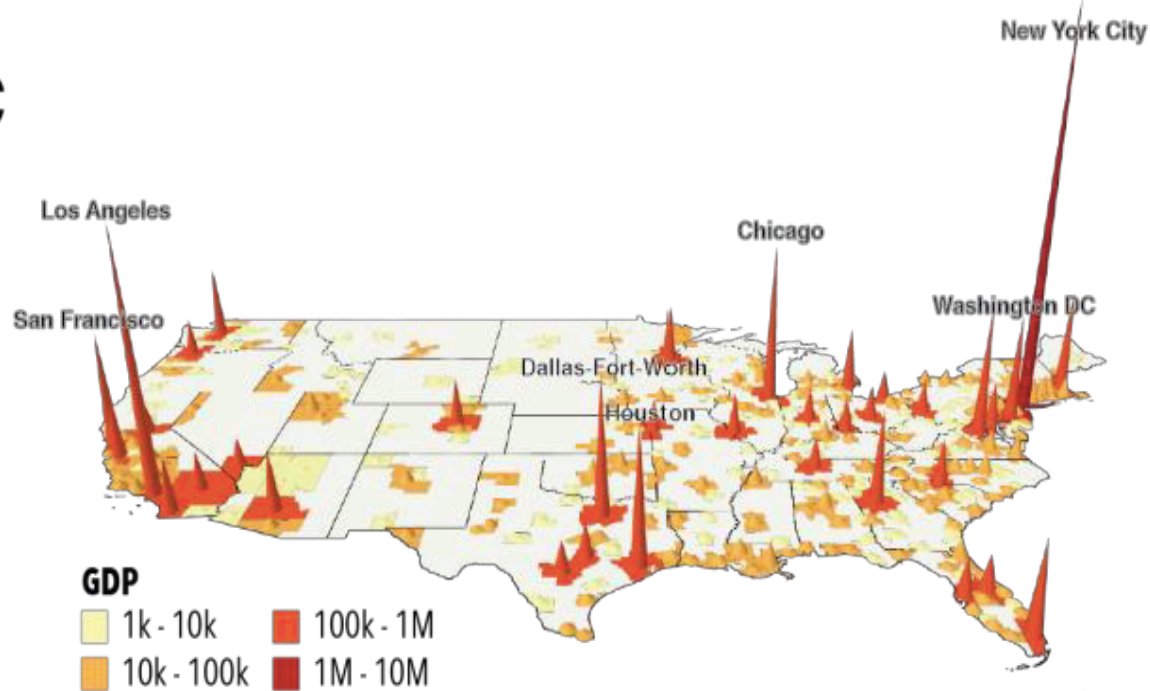 New York City
Los Angeles
Chicago
San Francisco
Washington DC
Dallas-Fort-Worth
Houston
GDP
1k - 10k
100k - 1M
10k - 100k
1M - 10M